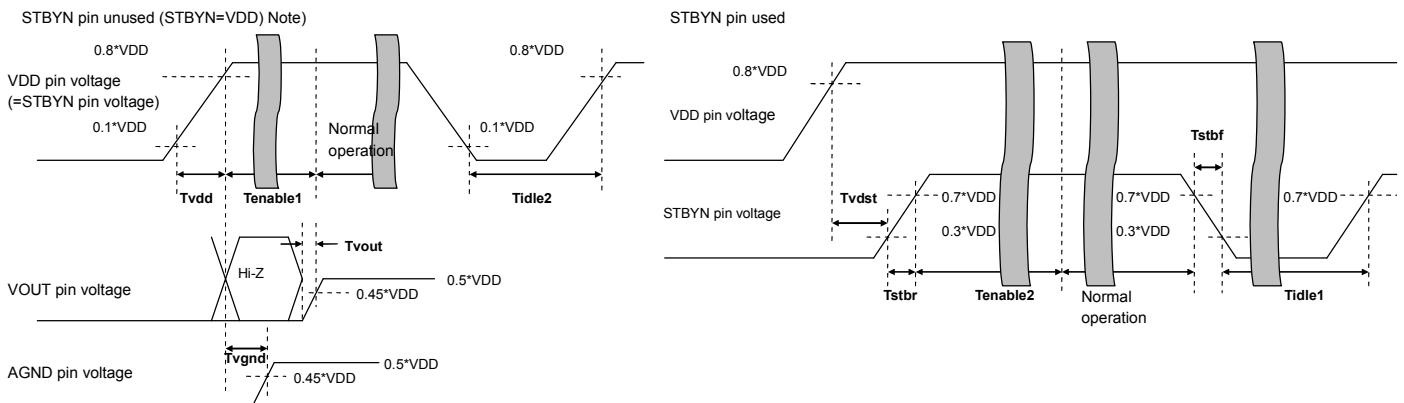 STBYN pin unused (STBYN=VDD) Note)
0.8*VDD
0.8*VDD
VDD pin voltage
(=STBYN pin voltage)
0.1*VDD
Normal
operation
0.1*VDD
Tvdd
Tenable1
Tidle2
Tvout
Hi-Z
VOUT pin voltage
0.5*VDD
0.45*VDD
Tvgnd
AGND pin voltage
0.5*VDD
0.45*VDD
STBYN pin used
0.8*VDD
VDD pin voltage
Tstbf
Tvdst
0.7*VDD
0.7*VDD
0.7*VDD
STBYN pin voltage
0.3*VDD
0.3*VDD
Tstbr
Tenable2
Normal
operation
Tidle1